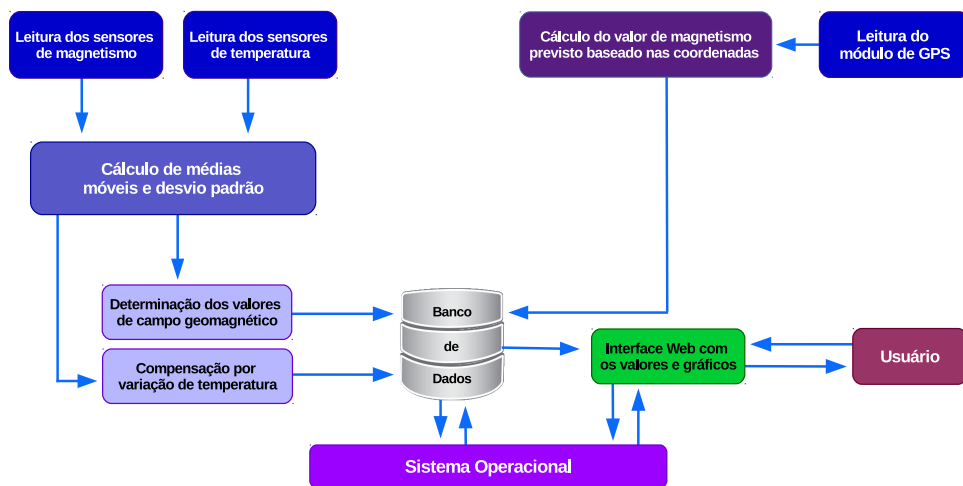 Leitura dos sensores
de magnetismo
Leitura dos sensores
de temperatura
Cálculo do valor de magnetismo
previsto baseado nas coordenadas
Leitura do
módulo de GPS
Cálculo de médias
móveis e desvio padrão
Determinação dos valores
de campo geomagnético
Compensação por
variação de temperatura
Banco
de
Dados
Interface Web com
os valores e gráficos
Usuário
Sistema Operacional